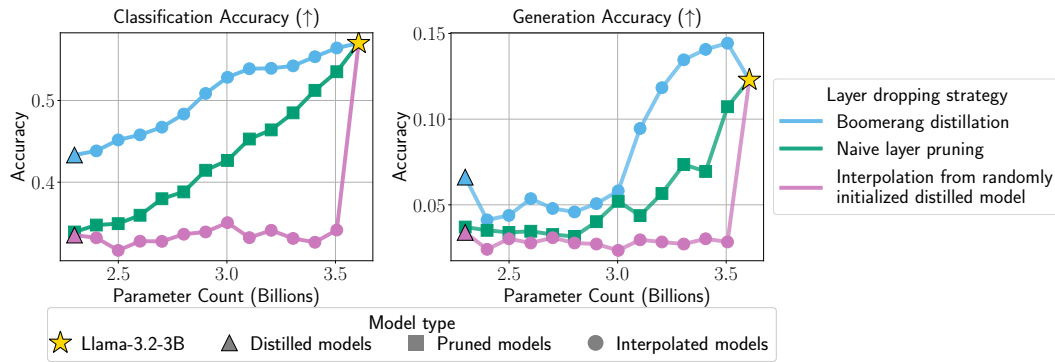 Classification Accuracy (↑)
Accuracy
0.5
0.4
2.5 3.0 3.5
Parameter Count (Billions)
Generation Accuracy (↑)
Accuracy
0.15
0.10
0.05
2.5 3.0 3.5
Parameter Count (Billions)
Layer dropping strategy
Boomerang distillation
Naive layer pruning
Interpolation from randomly
initialized distilled model
Model type
Llama-3.2-3B Distilled models Pruned models Interpolated models